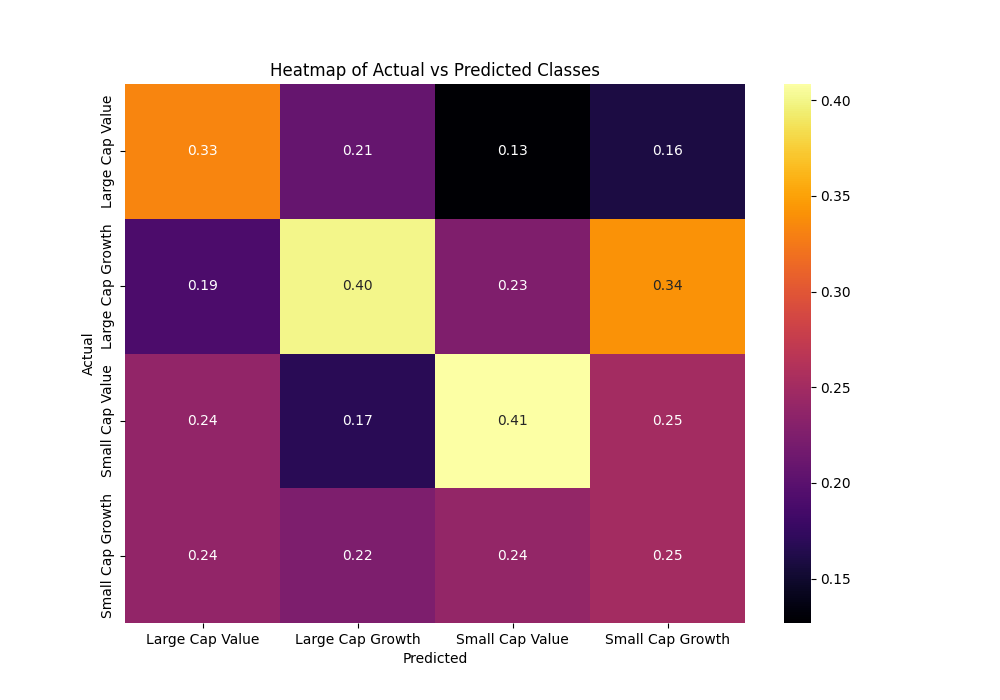 Heatmap of Actual vs Predicted Classes
Actual
Large Cap Value
0.33 0.21 0.13 0.16
Large Cap Growth
0.19 0.40 0.23 0.34
Small Cap Value
0.24 0.17 0.41 0.25
Small Cap Growth
0.24 0.22 0.24 0.25
Large Cap Value Large Cap Growth Small Cap Value Small Cap Growth
Predicted
0.40
0.35
0.30
0.25
0.20
0.15